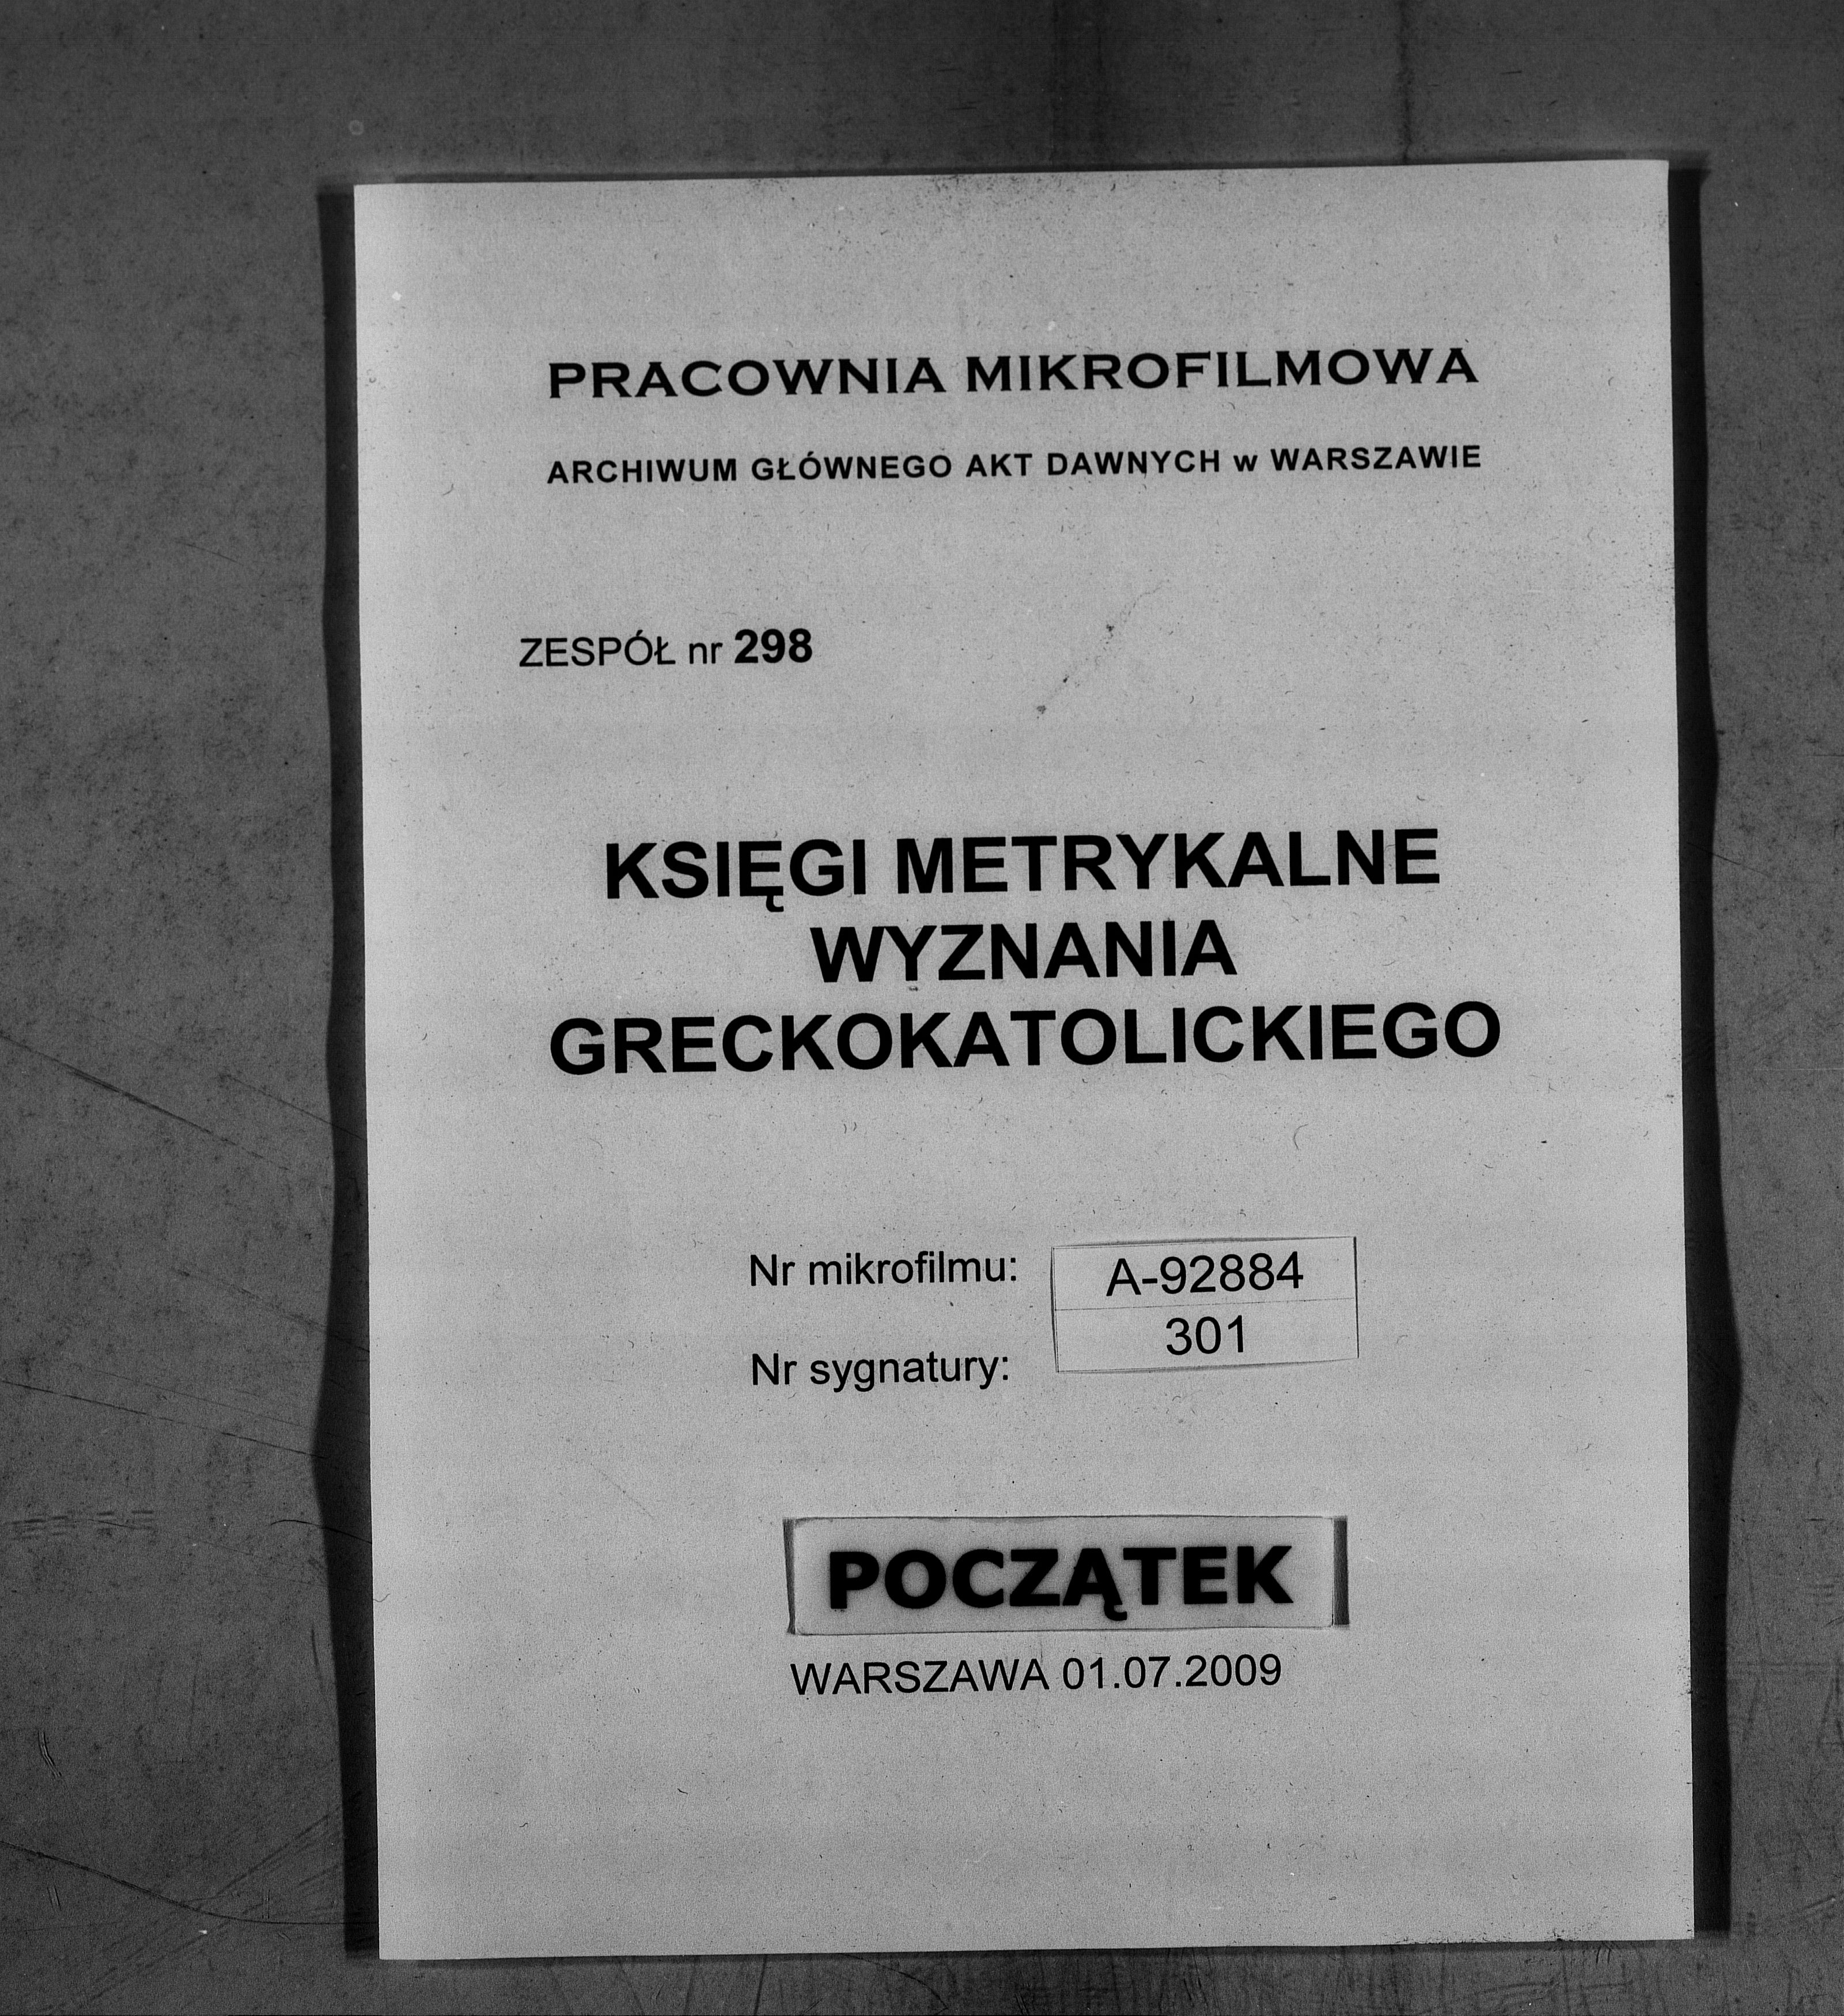 PRACOWNIA MIKROFILMOWA
ARCHIWUM GŁÓWNEGO AKT DAWNYCH w WARSZAWIE
ZESPÓŁ nr 298
KSIĘGI METRYKALNE
WYZNANIA
GRECKOKATOLICKIEGO
Nr mikrofilmu: A-92884
Nr sygnatury: 301
POCZĄTEK
WARSZAWA 01.07.2009